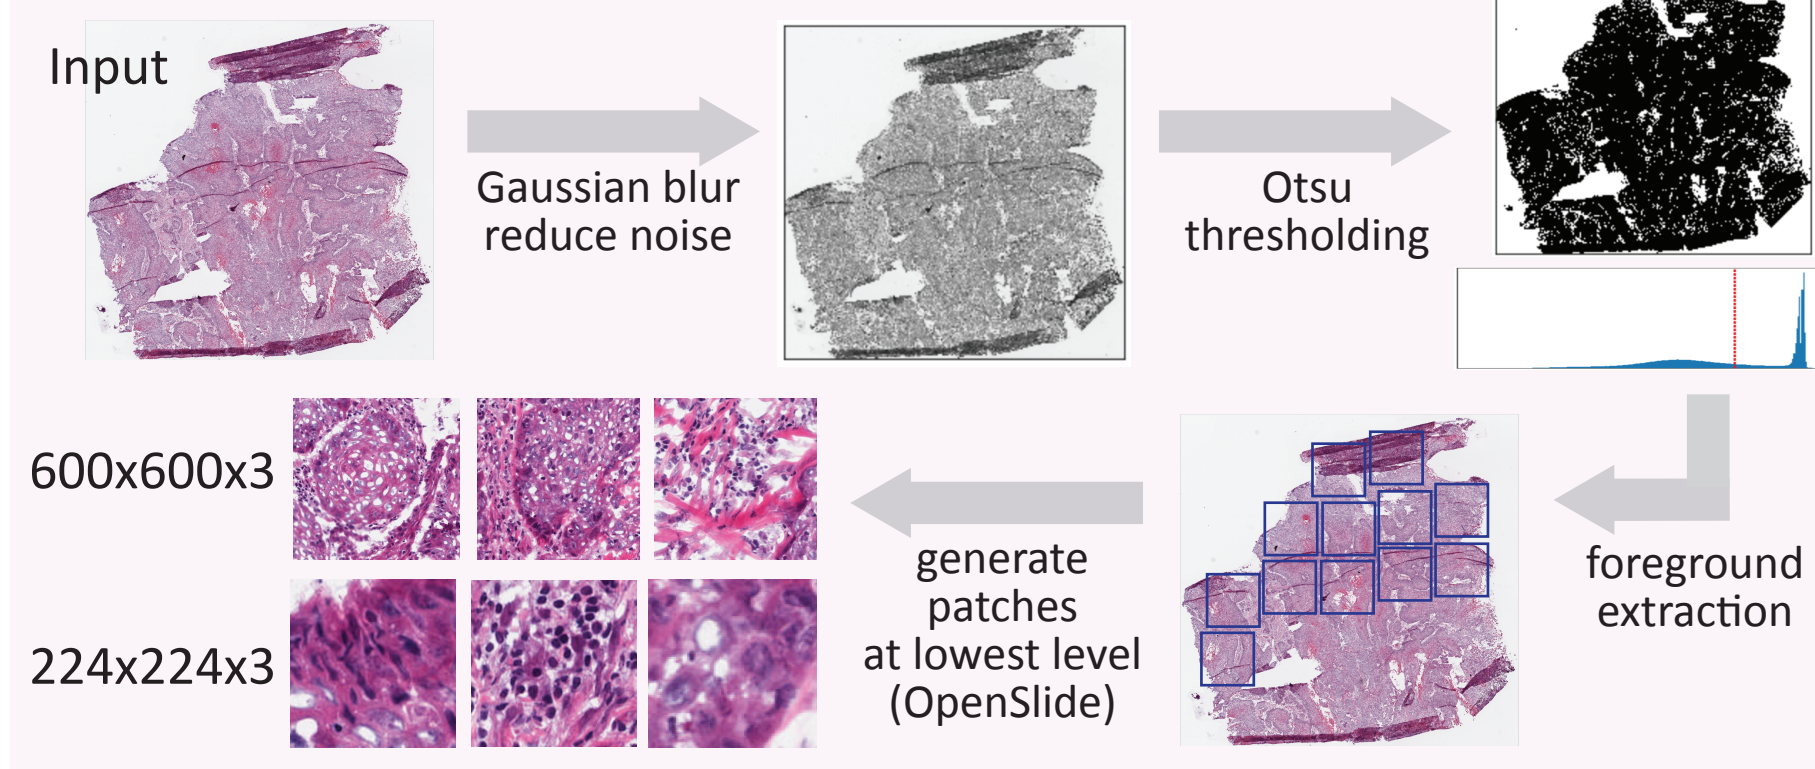 Input
Gaussian blur
reduce noise
Otsu
thresholding
foreground
extraction
generate
patches
at lowest level
(OpenSlide)
600x600x3
224x224x3